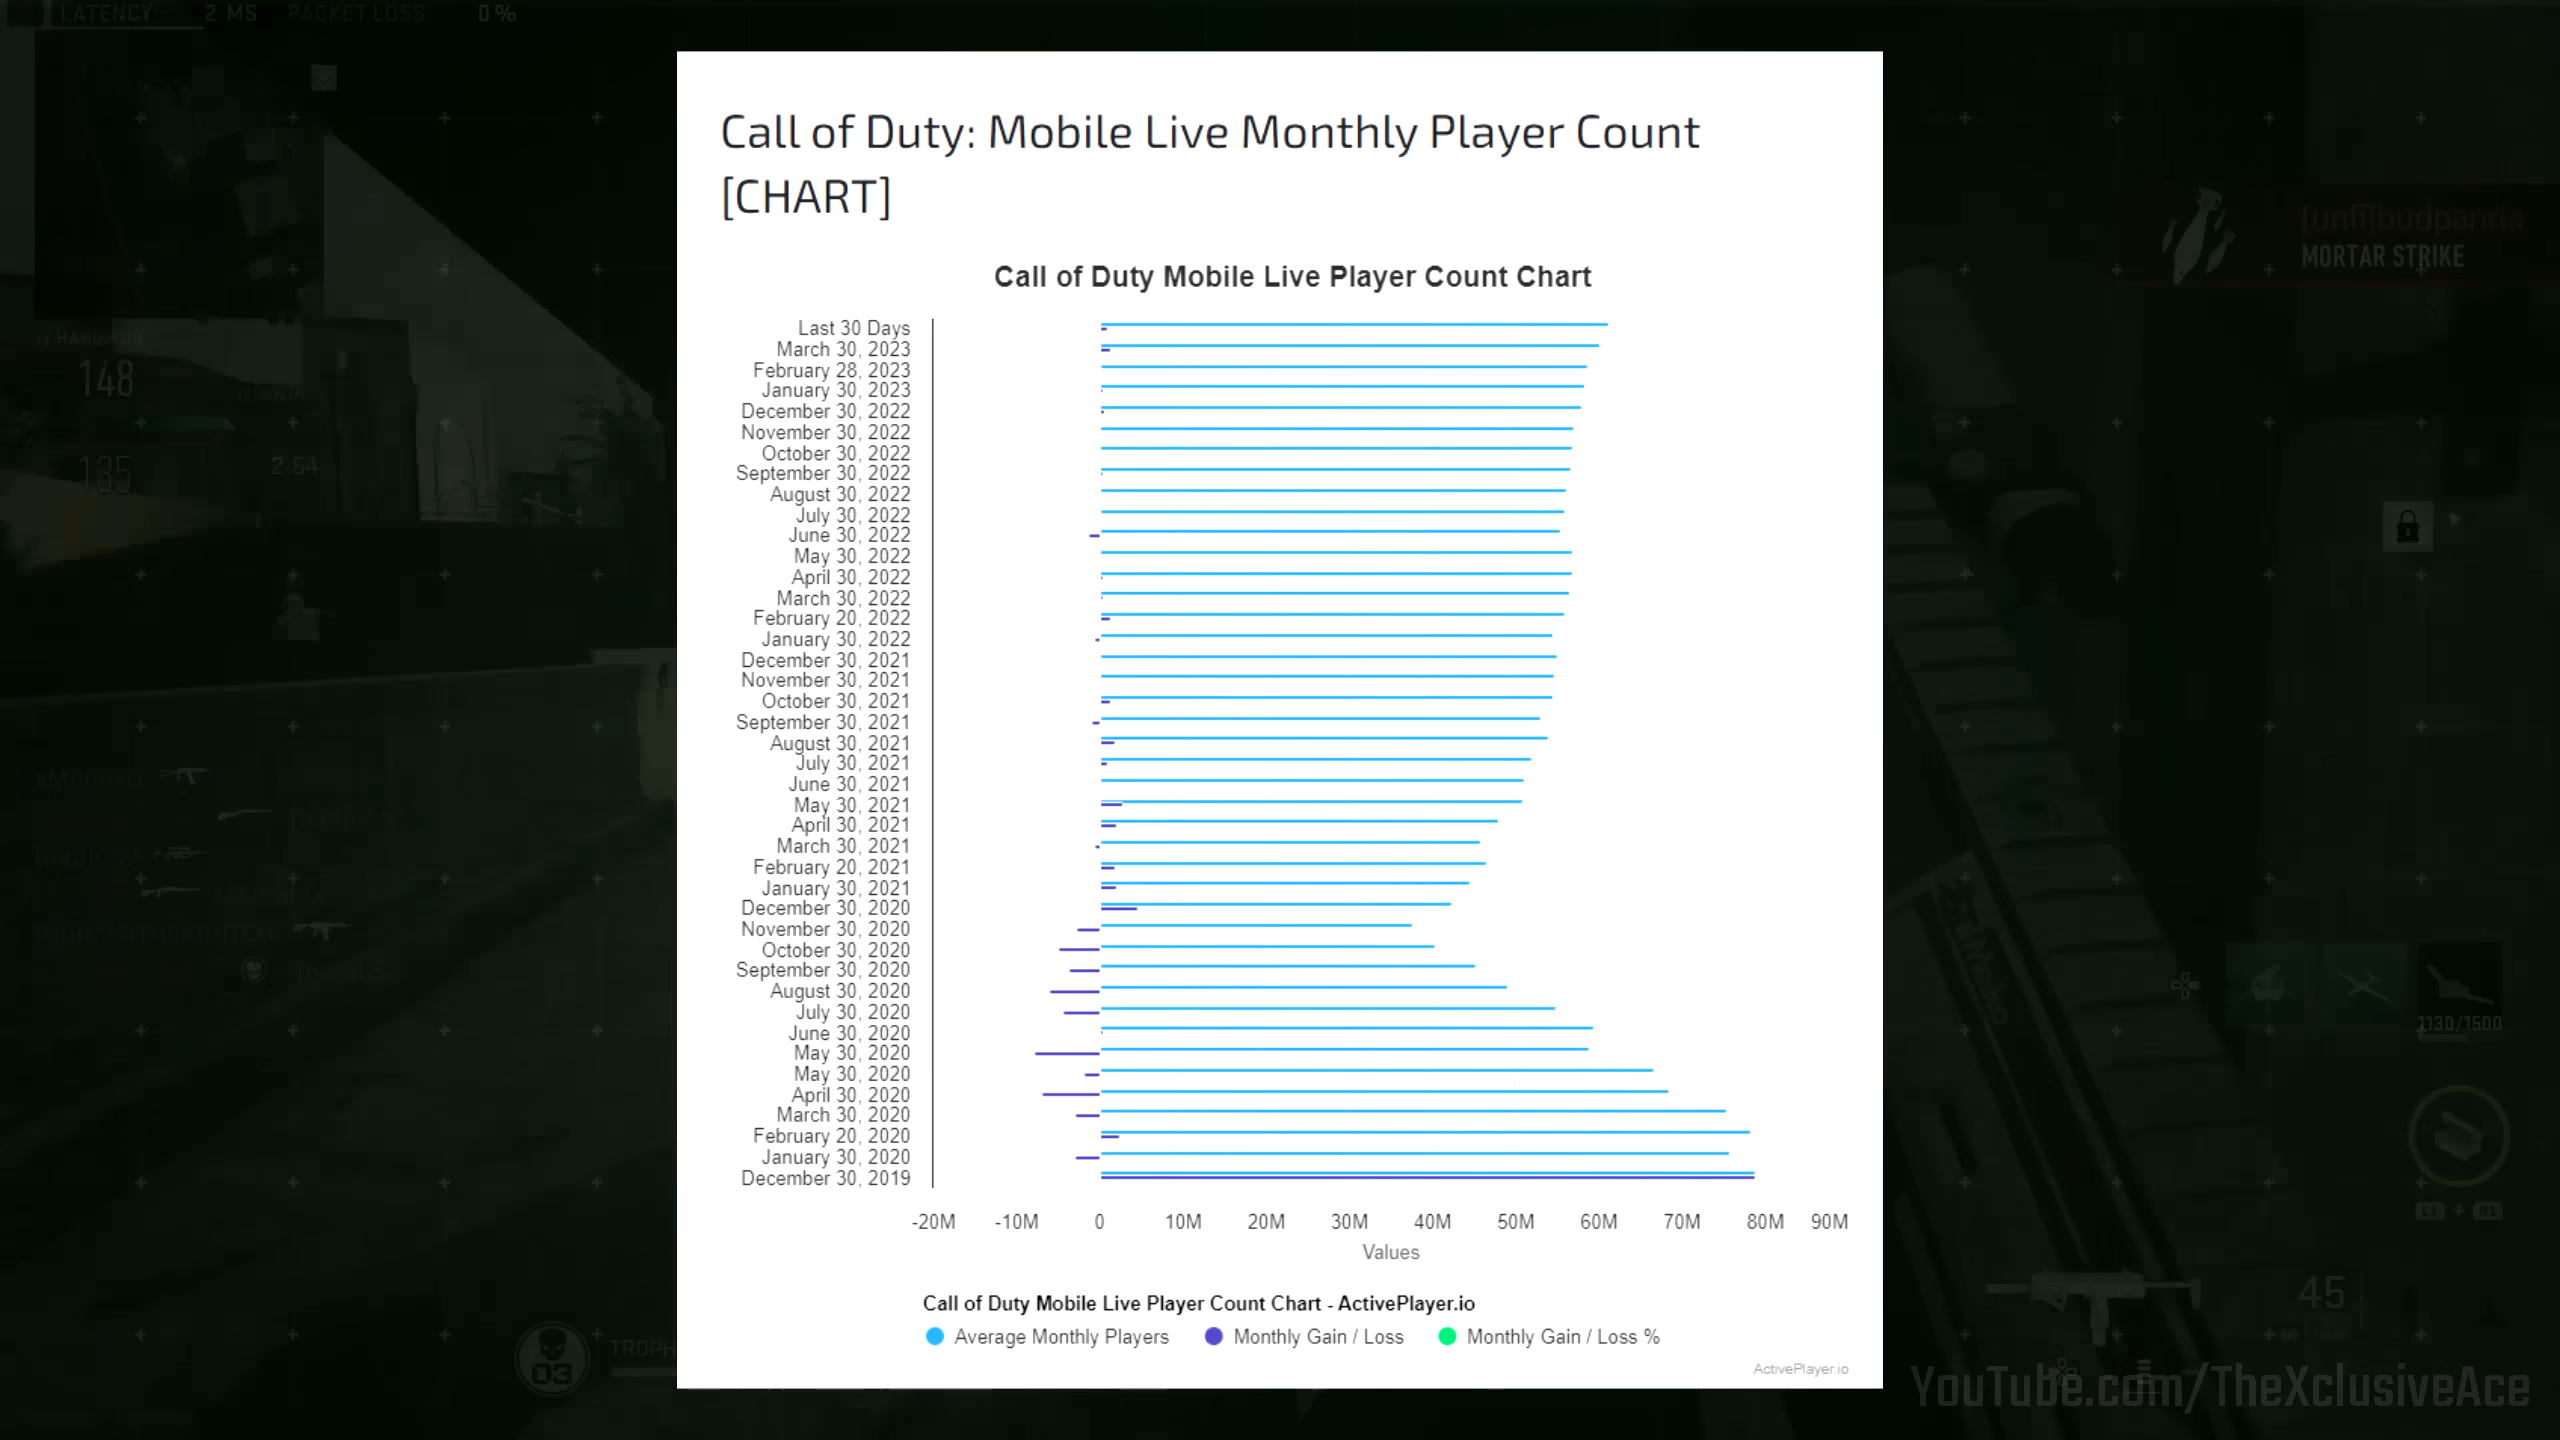 LATENCY 2 MS PACKET LOSS: 0 %
Call of Duty: Mobile Live Monthly Player Count
[CHART]
[unfi]budpanda
MORTAR STRIKE
Call of Duty Mobile Live Player Count Chart
148
135
2.54
Last 30 Days
March 30, 2023
February 28, 2023
January 30, 2023
December 30, 2022
November 30, 2022
October 30, 2022
September 30, 2022
August 30, 2022
July 30, 2022
June 30, 2022
May 30, 2022
April 30, 2022
March 30, 2022
February 20, 2022
January 30, 2022
December 30, 2021
November 30, 2021
October 30, 2021
September 30, 2021
August 30, 2021
July 30, 2021
June 30, 2021
May 30, 2021
April 30, 2021
March 30, 2021
February 20, 2021
January 30, 2021
December 30, 2020
November 30, 2020
October 30, 2020
September 30, 2020
August 30, 2020
July 30, 2020
June 30, 2020
May 30, 2020
May 30, 2020
April 30, 2020
March 30, 2020
February 20, 2020
January 30, 2020
December 30, 2019
-20M -10M 0 10M 20M 30M 40M 50M 60M 70M 80M 90M
Values
Call of Duty Mobile Live Player Count Chart - ActivePlayer.io
Average Monthly Players Monthly Gain / Loss Monthly Gain / Loss %
ActivePlayer.io
1130/1500
L1 + R1
45
03
TROPH
YouTube.com/TheXclusiveAce